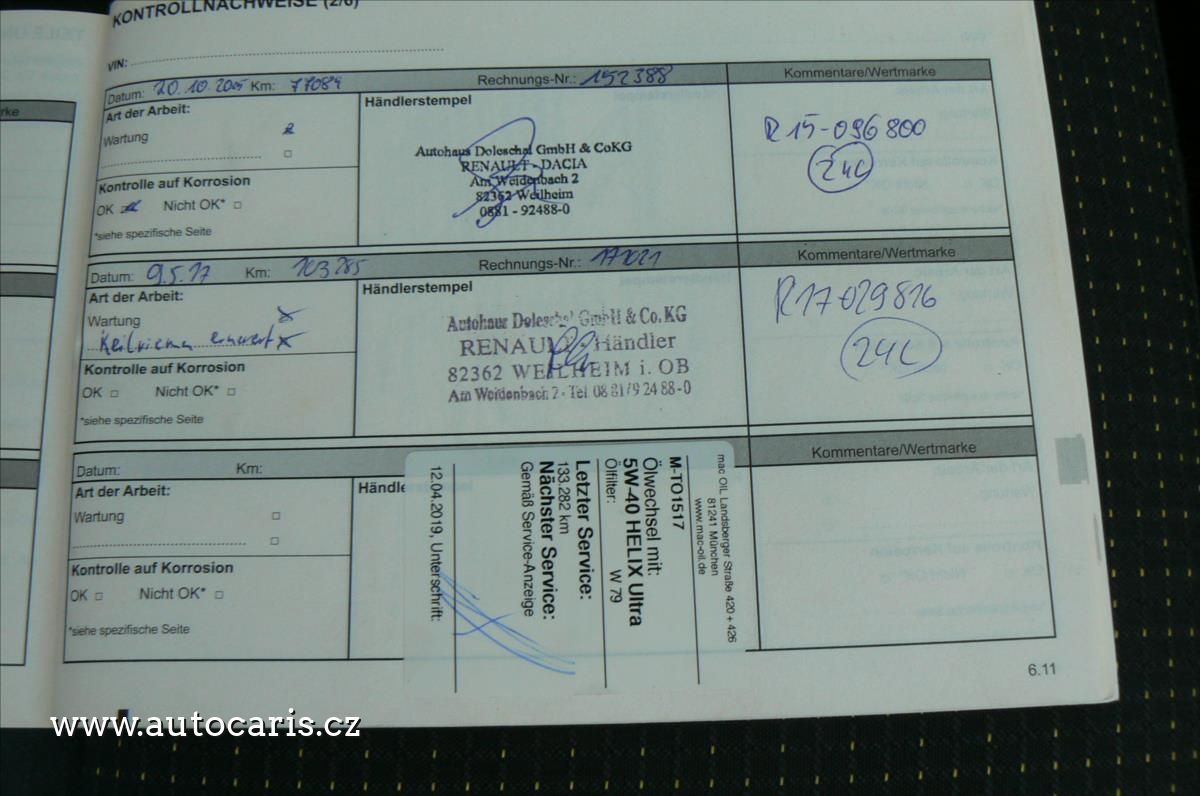 KONTROLLNACHWEISE (2/6)
VIN:
Datum: 20.10.2015 Km: 77084 Rechnungs-Nr.: 152388 Kommentare/Wertmarke
Art der Arbeit:
Wartung
Händlerstempel
Autohaus Doleschal GmbH & CoKG
RENAULT - DACIA
Am Weidenbach 2
82362 Weilheim
0881 - 92488-0
R 15-096800
24L
Kontrolle auf Korrosion
OK Nicht OK* □
*siehe spezifische Seite
Datum: 9.5.17 Km: 103285 Rechnungs-Nr.: 171021 Kommentare/Wertmarke
Art der Arbeit:
Wartung
Keilriemen erneuert
Händlerstempel
Autohaus Doleschal GmbH & Co. KG
RENAULT-Händler
82362 WEILHEIM i. OB
Am Weidenbach 2 - Tel. 08 81 / 9 24 88-0
R17029816
24L
Kontrolle auf Korrosion
OK □ Nicht OK* □
*siehe spezifische Seite
Datum: Km: Kommentare/Wertmarke
Art der Arbeit:
Wartung □
□
Händle
Kontrolle auf Korrosion
OK □ Nicht OK* □
*siehe spezifische Seite
mac OIL Landsberger Straße 420 + 426
81241 München
www.mac-oil.de
M-TO1517
Ölwechsel mit:
5W-40 HELIX Ultra
Ölfilter: W 79
Letzter Service:
133.282 km
Nächster Service:
Gemäß Service-Anzeige
12.04.2019, Unterschrift:
6.11
rke
www.autocaris.cz